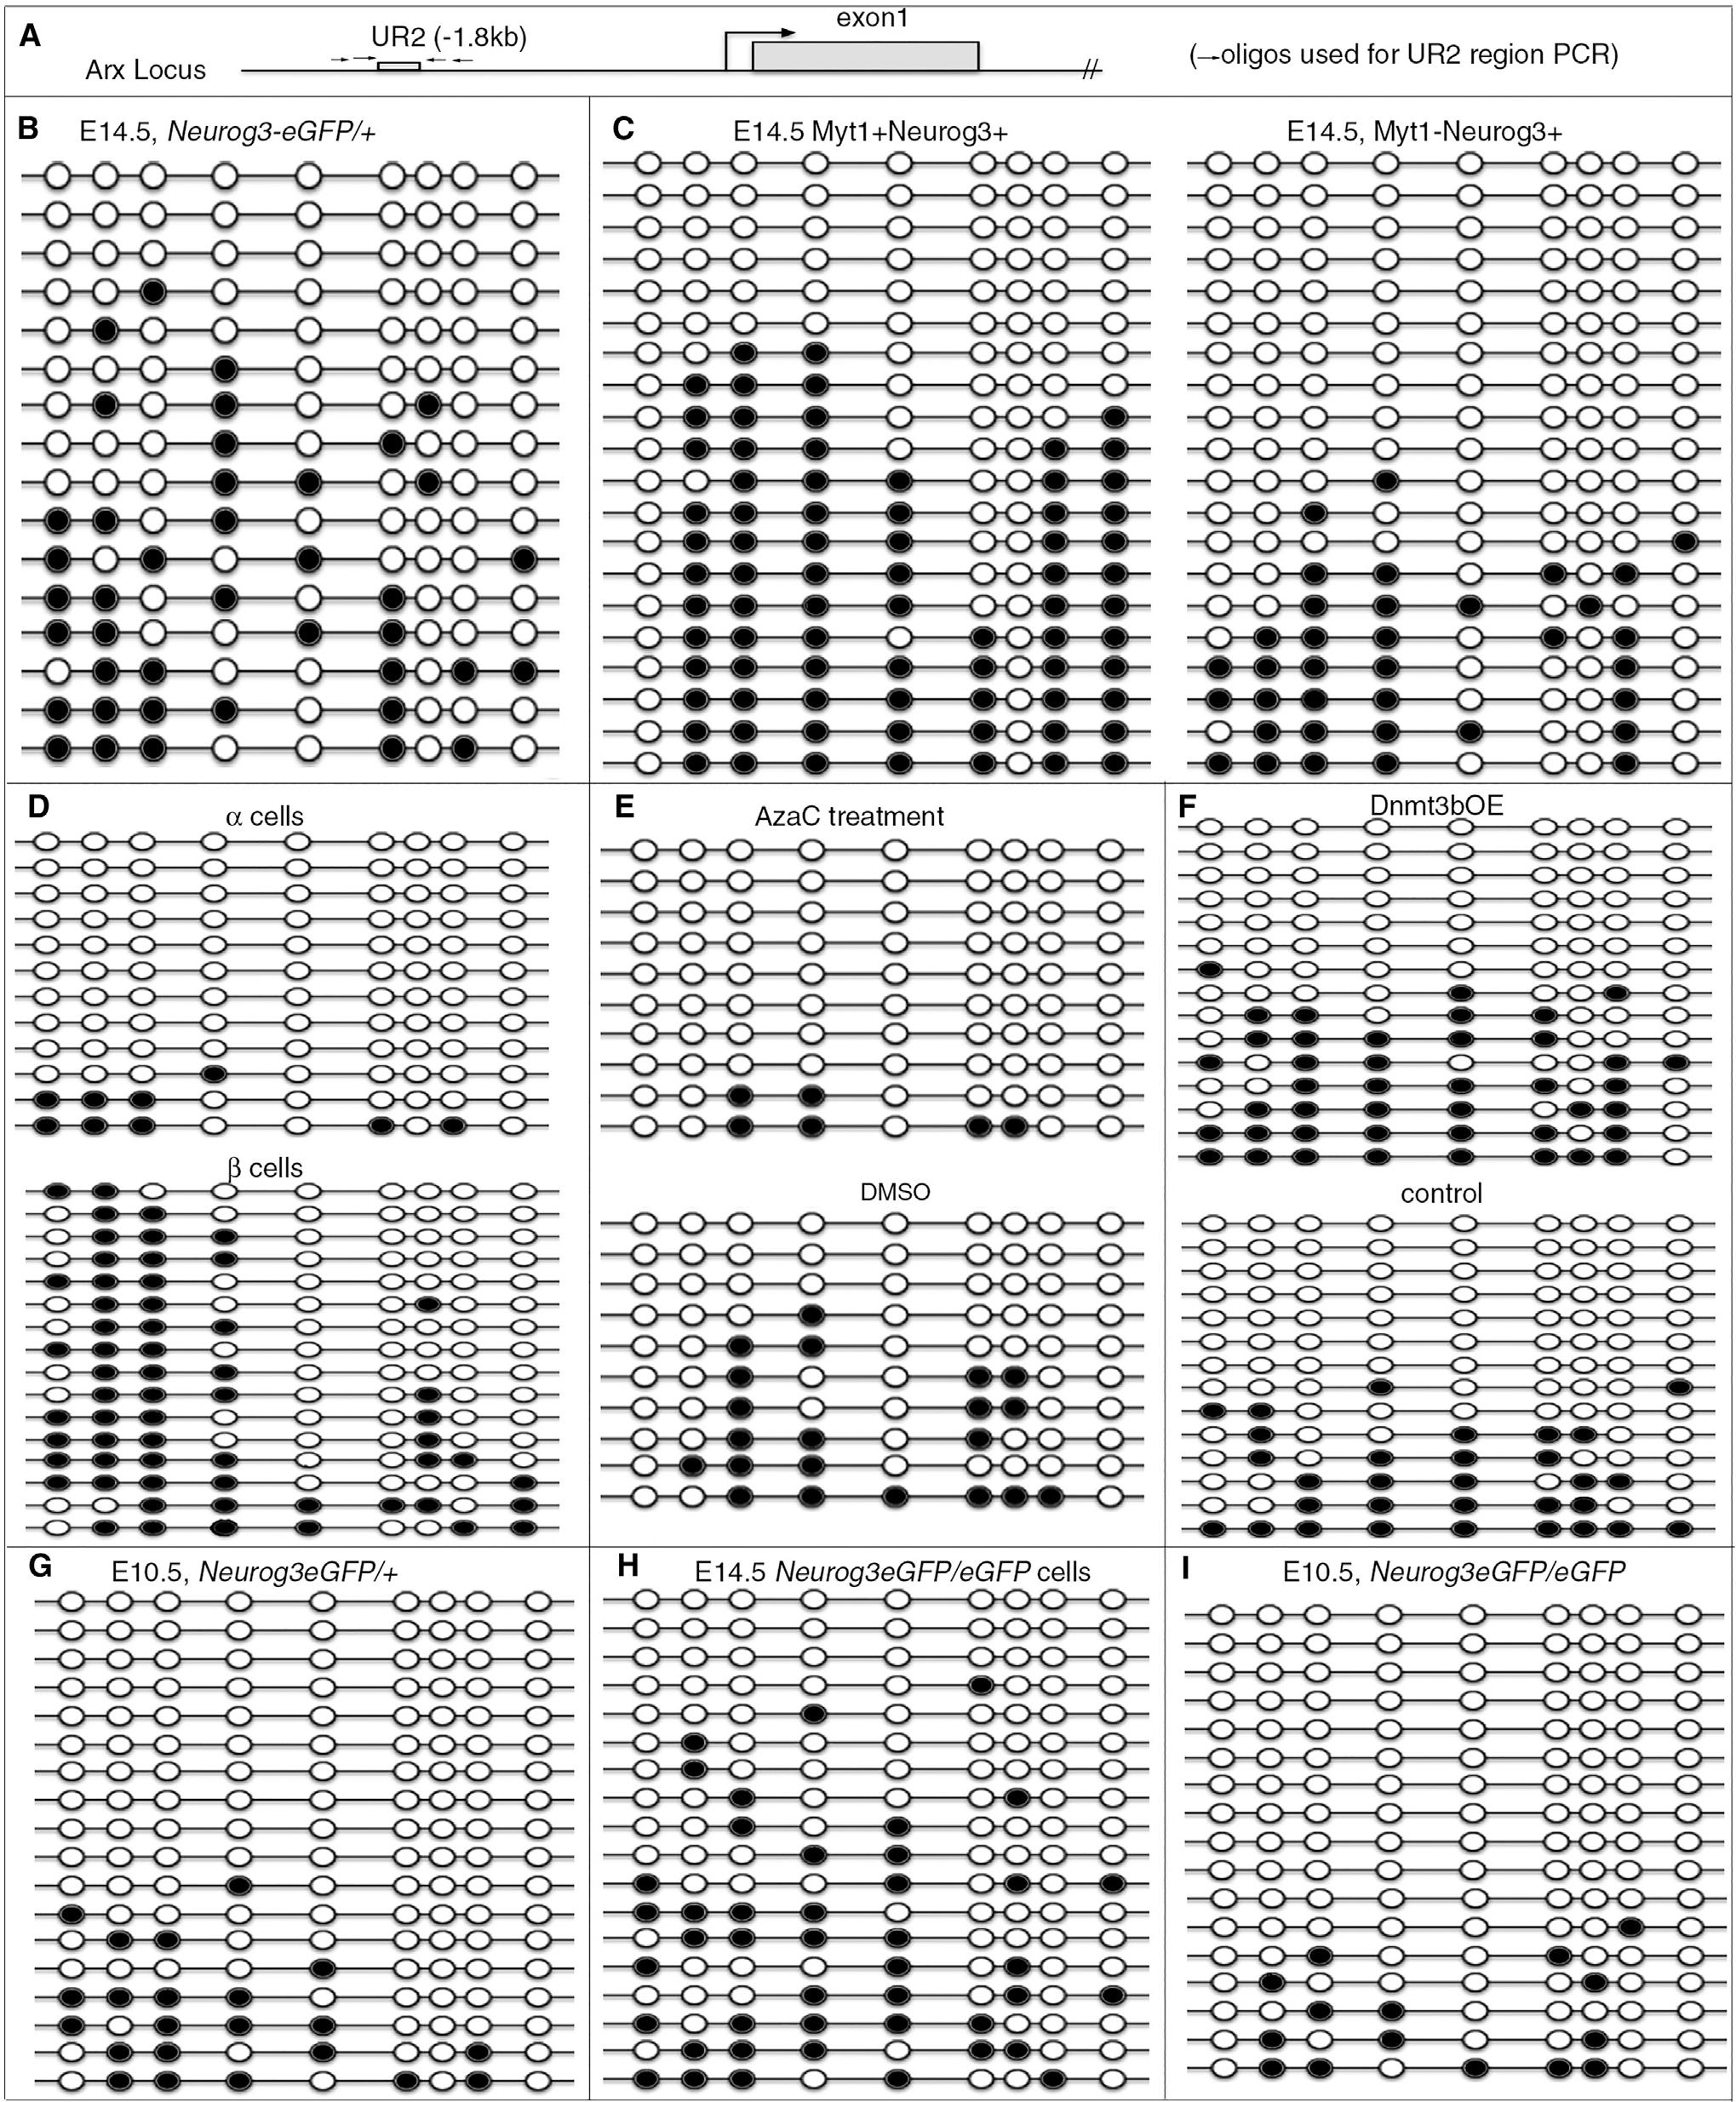 A
UR2 (-1.8kb)
exon1
Arx Locus
//
(→oligos used for UR2 region PCR)
B E14.5, Neurog3-eGFP/+
C E14.5 Myt1+Neurog3+
E14.5, Myt1-Neurog3+
D
α cells
β cells
E
AzaC treatment
DMSO
F Dnmt3bOE
control
G E10.5, Neurog3eGFP/+
H E14.5 Neurog3eGFP/eGFP cells
I E10.5, Neurog3eGFP/eGFP